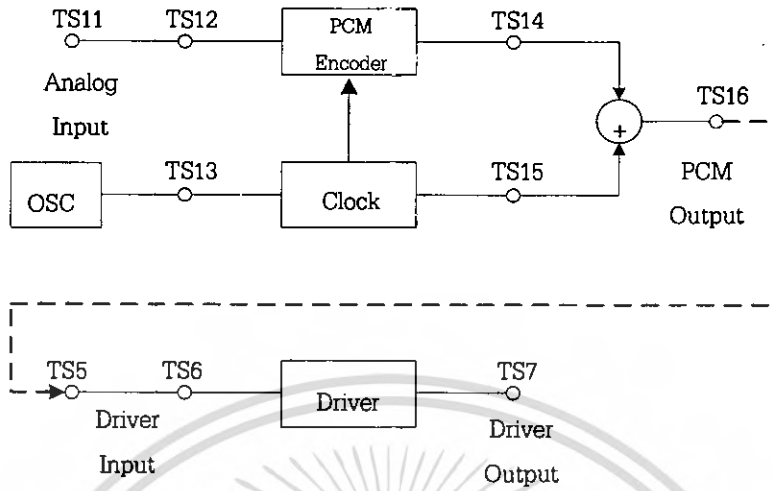 TS11
TS12
PCM
Encoder
TS14
Analog
Input
TS16
+
PCM
Output
OSC
TS13
Clock
TS15
TS5
TS6
Driver
TS7
Driver
Input
Driver
Output